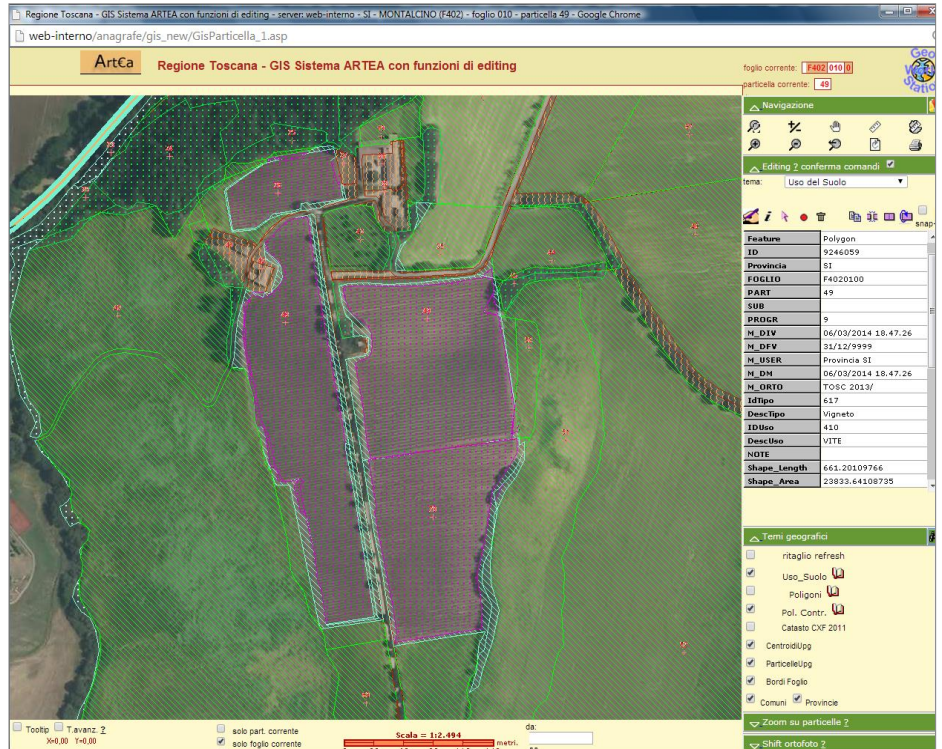 Regione Toscana - GIS Sistema ARTEA con funzioni di editing - server: web-interno - SI - MONTALCINO (F402) - foglio 010 - particella 49 - Google Chrome
web-interno/anagrafe/gis_new/GisParticella_1.asp
Art€a
Regione Toscana - GIS Sistema ARTEA con funzioni di editing
foglio corrente: F402 010 0
particella corrente: 49
Navigazione
Editing ? conferma comandi
tema: Uso del Suolo
snap
Feature Polygon
ID 9246059
Provincia SI
FOGLIO F4020100
PART 49
SUB
PROGR 9
M_DIV 06/03/2014 18.47.26
M_DFV 31/12/9999
M_USER Provincia SI
M_DM 06/03/2014 18.47.26
M_ORTO TOSC 2013/
IdTipo 617
DescTipo Vigneto
IDUso 410
DescUso VITE
NOTE
Shape_Length 661.20109766
Shape_Area 23833.64108735
Temi geografici
ritaglio refresh
Uso_Suolo
Poligoni
Pol. Contr.
Catasto CXF 2011
CentroidiUpg
ParticelleUpg
Bordi Foglio
Comuni Provincie
Zoom su particelle ?
Shift ortofoto ?
Tooltip T.avanz. ?
X=0,00 Y=0,00
solo part. corrente
solo foglio corrente
Scala = 1:2.494
metri.
da: